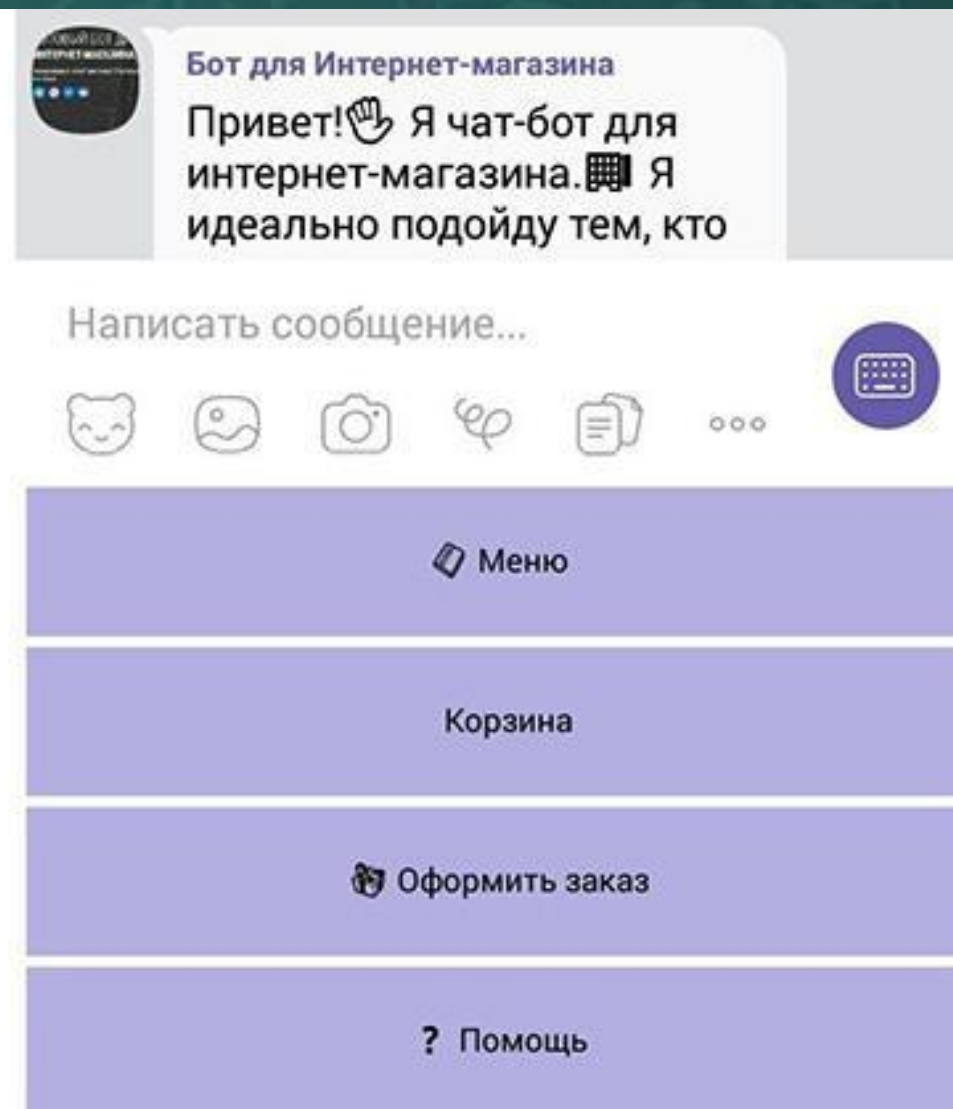 Бот для Интернет-магазина
Привет!🖐 Я чат-бот для
интернет-магазина.🏬 Я
идеально подойду тем, кто
Написать сообщение...
Меню
Корзина
Оформить заказ
? Помощь